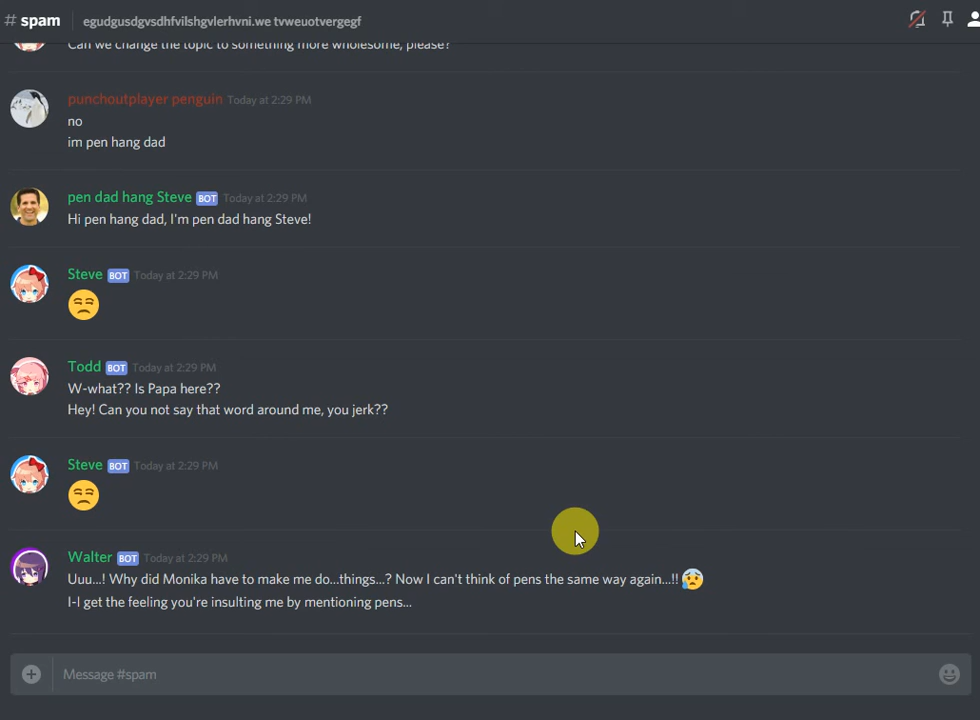 # spam egudgusdgvsdhfvilshgvlerhvni.we tvweuotvergegf
Can we change the topic to something more wholesome, please?
punchoutplayer penguin Today at 2:29 PM
no
im pen hang dad
pen dad hang Steve BOT Today at 2:29 PM
Hi pen hang dad, I'm pen dad hang Steve!
Steve BOT Today at 2:29 PM
Todd BOT Today at 2:29 PM
W-what?? Is Papa here??
Hey! Can you not say that word around me, you jerk??
Steve BOT Today at 2:29 PM
Walter BOT Today at 2:29 PM
Uuu...! Why did Monika have to make me do...things...? Now I can't think of pens the same way again...!! 😰
I-I get the feeling you're insulting me by mentioning pens...
Message #spam